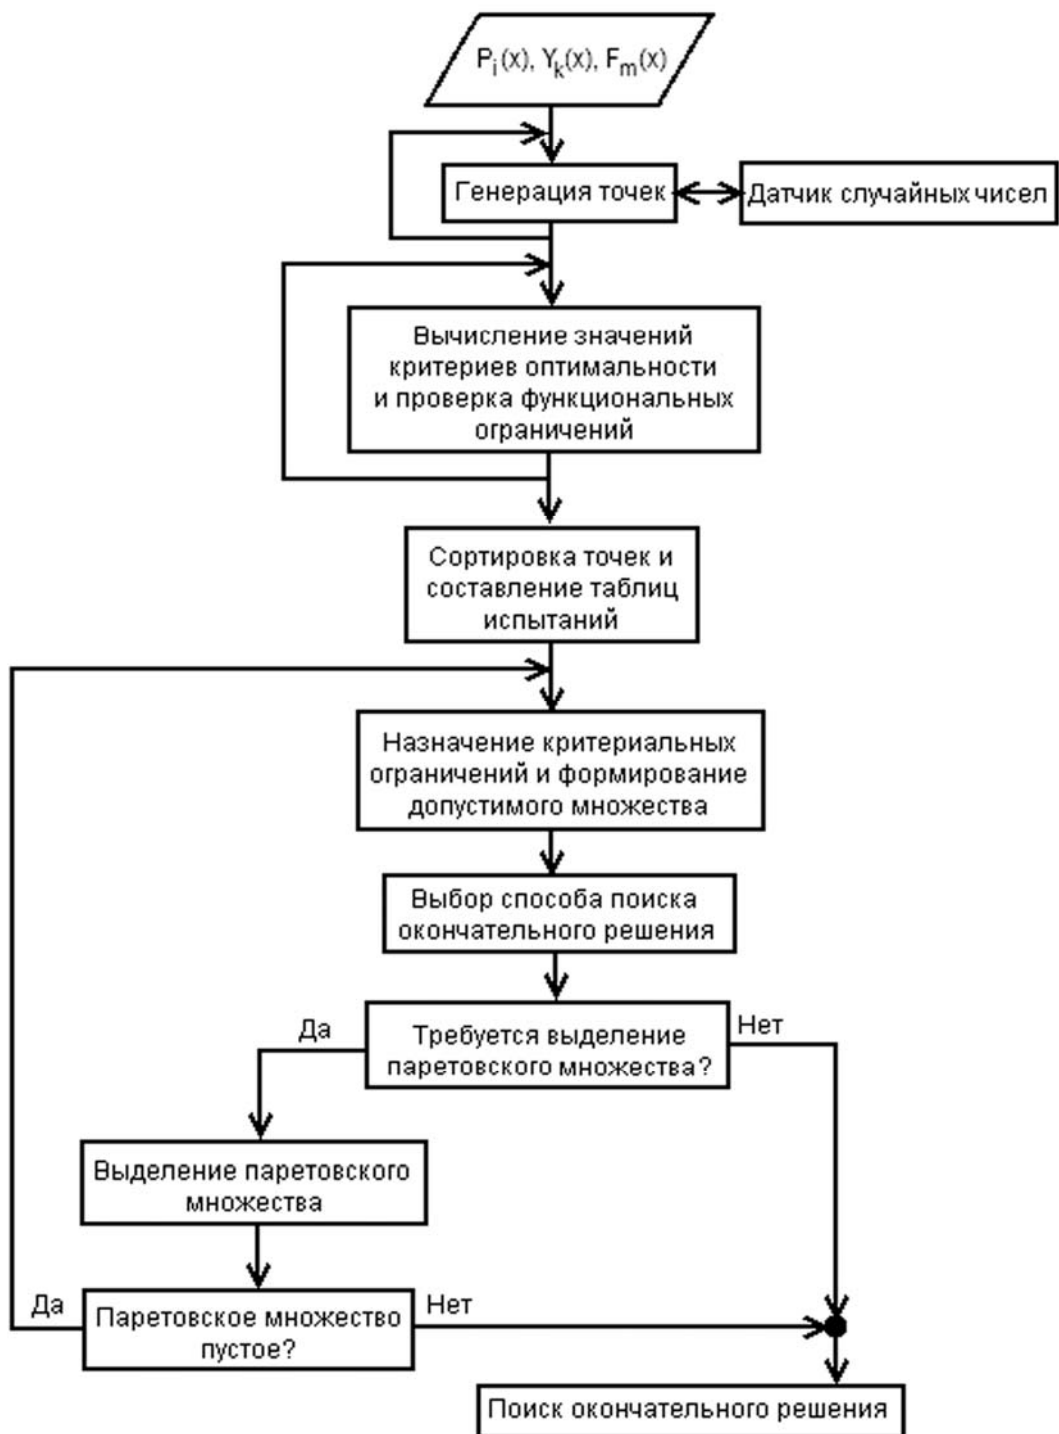 P_i(x), Y_k(x), F_m(x)
Генерация точек
Датчик случайных чисел
Вычисление значений
критериев оптимальности
и проверка функциональных
ограничений
Сортировка точек и
составление таблиц
испытаний
Назначение критериальных
ограничений и формирование
допустимого множества
Выбор способа поиска
окончательного решения
Да
Требуется выделение
паретовского множества?
Нет
Выделение паретовского
множества
Да
Паретовское множество
пустое?
Нет
Поиск окончательного решения